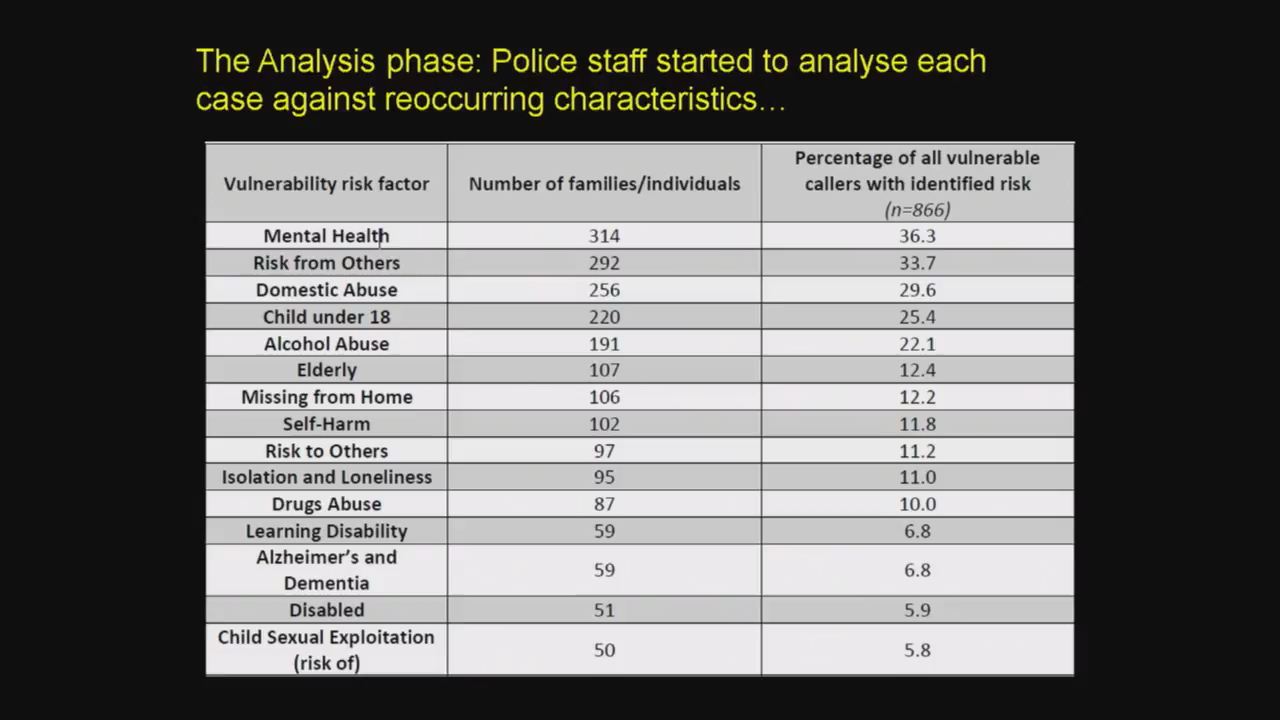 The Analysis phase: Police staff started to analyse each
case against reoccurring characteristics…
Vulnerability risk factor Number of families/individuals Percentage of all vulnerable
callers with identified risk
(n=866)
Mental Health 314 36.3
Risk from Others 292 33.7
Domestic Abuse 256 29.6
Child under 18 220 25.4
Alcohol Abuse 191 22.1
Elderly 107 12.4
Missing from Home 106 12.2
Self-Harm 102 11.8
Risk to Others 97 11.2
Isolation and Loneliness 95 11.0
Drugs Abuse 87 10.0
Learning Disability 59 6.8
Alzheimer's and
Dementia 59 6.8
Disabled 51 5.9
Child Sexual Exploitation
(risk of) 50 5.8